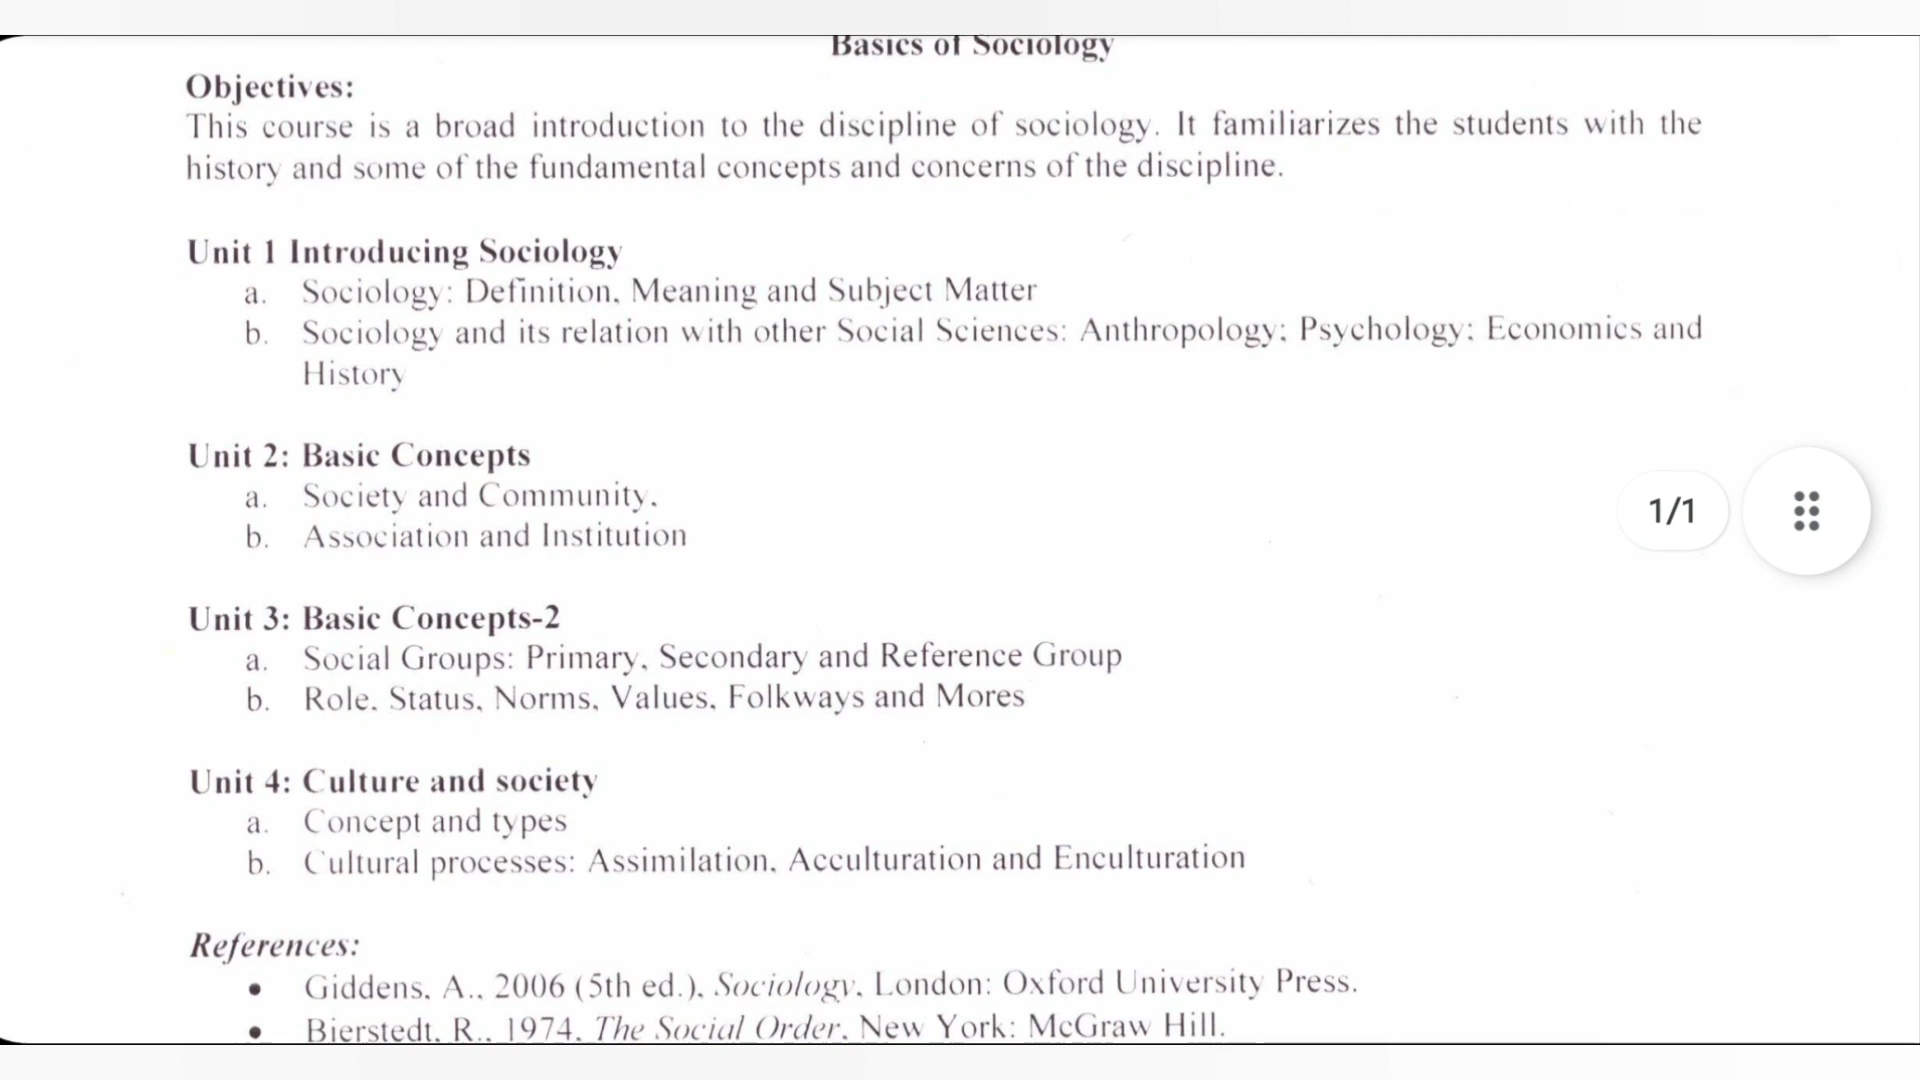 Basics of Sociology
Objectives:
This course is a broad introduction to the discipline of sociology. It familiarizes the students with the
history and some of the fundamental concepts and concerns of the discipline.
Unit 1 Introducing Sociology
a. Sociology: Definition, Meaning and Subject Matter
b. Sociology and its relation with other Social Sciences: Anthropology; Psychology; Economics and
History
Unit 2: Basic Concepts
a. Society and Community.
b. Association and Institution
1/1
Unit 3: Basic Concepts-2
a. Social Groups: Primary, Secondary and Reference Group
b. Role, Status, Norms, Values, Folkways and Mores
Unit 4: Culture and society
a. Concept and types
b. Cultural processes: Assimilation, Acculturation and Enculturation
References:
• Giddens, A., 2006 (5th ed.), Sociology, London: Oxford University Press.
• Bierstedt, R., 1974, The Social Order, New York: McGraw Hill.